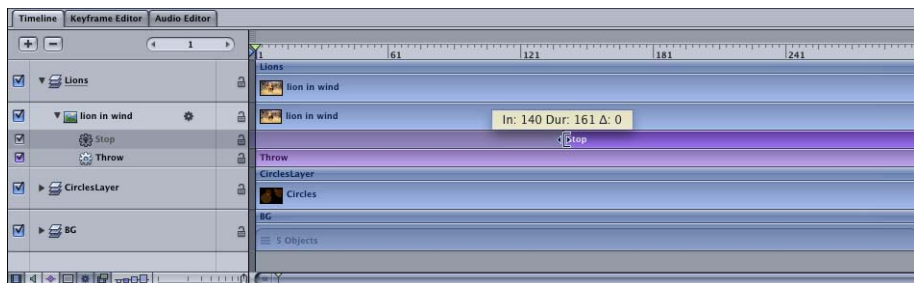 Timeline Keyframe Editor Audio Editor
1
1 61 121 181 241
Lions
Lions
lion in wind
lion in wind
lion in wind
In: 140 Dur: 161 Δ: 0
Stop
Stop
Throw
Throw
CirclesLayer
CirclesLayer
Circles
BG
BG
5 Objects